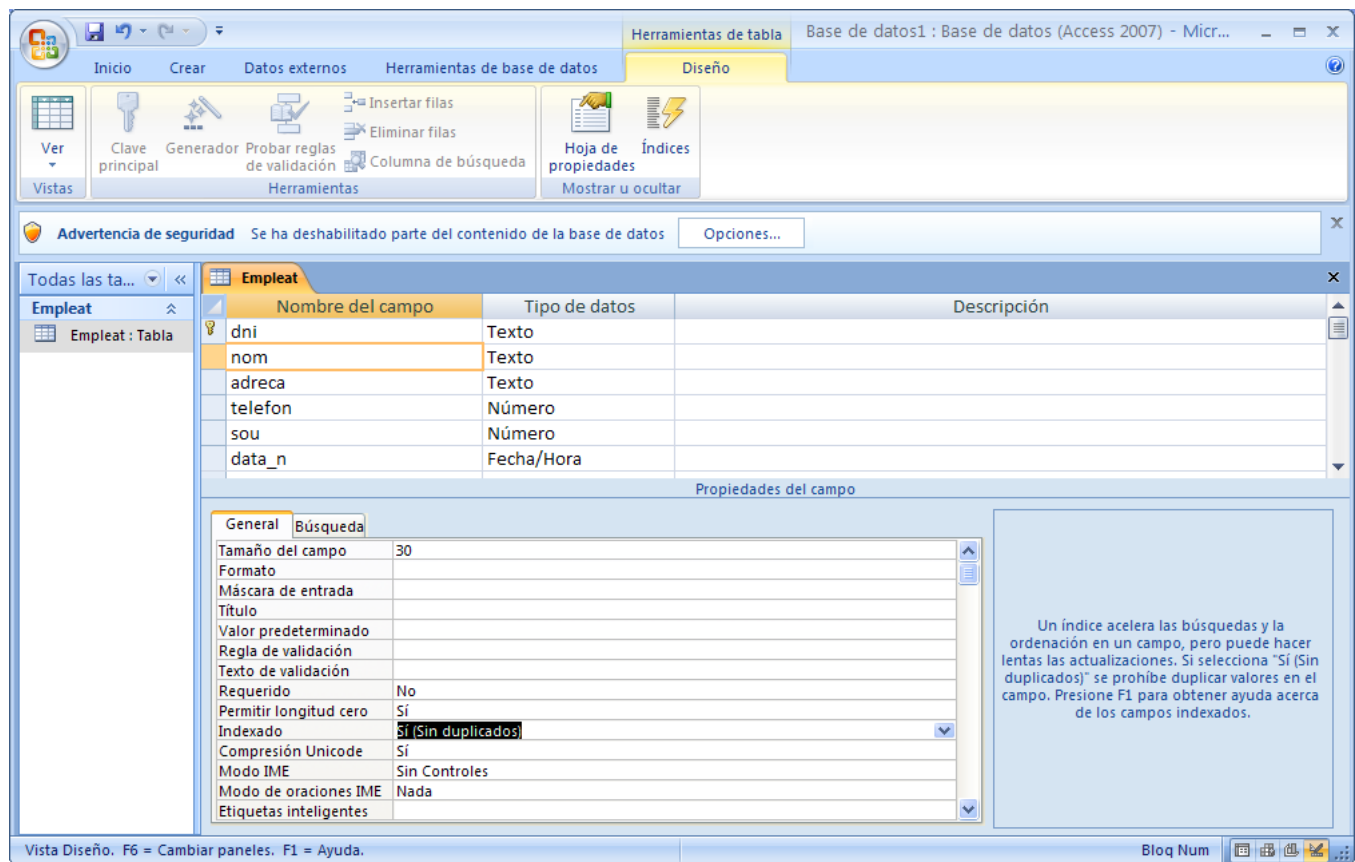 Herramientas de tabla
Base de datos1 : Base de datos (Access 2007) - Micr...
Inicio Crear Datos externos Herramientas de base de datos Diseño
Ver
Clave principal
Generador
Probar reglas de validación
Insertar filas
Eliminar filas
Columna de búsqueda
Hoja de propiedades
Índices
Vistas Herramientas Mostrar u ocultar
Advertencia de seguridad Se ha deshabilitado parte del contenido de la base de datos Opciones...
Todas las ta...
Empleat
Empleat : Tabla
Empleat
Nombre del campo Tipo de datos Descripción
dni Texto
nom Texto
adreca Texto
telefon Número
sou Número
data_n Fecha/Hora
Propiedades del campo
General Búsqueda
Tamaño del campo 30
Formato
Máscara de entrada
Título
Valor predeterminado
Regla de validación
Texto de validación
Requerido No
Permitir longitud cero Sí
Indexado Sí (Sin duplicados)
Compresión Unicode Sí
Modo IME Sin Controles
Modo de oraciones IME Nada
Etiquetas inteligentes
Un índice acelera las búsquedas y la
ordenación en un campo, pero puede hacer
lentas las actualizaciones. Si selecciona "Sí (Sin
duplicados)" se prohíbe duplicar valores en el
campo. Presione F1 para obtener ayuda acerca
de los campos indexados.
Vista Diseño. F6 = Cambiar paneles. F1 = Ayuda. Bloq Num